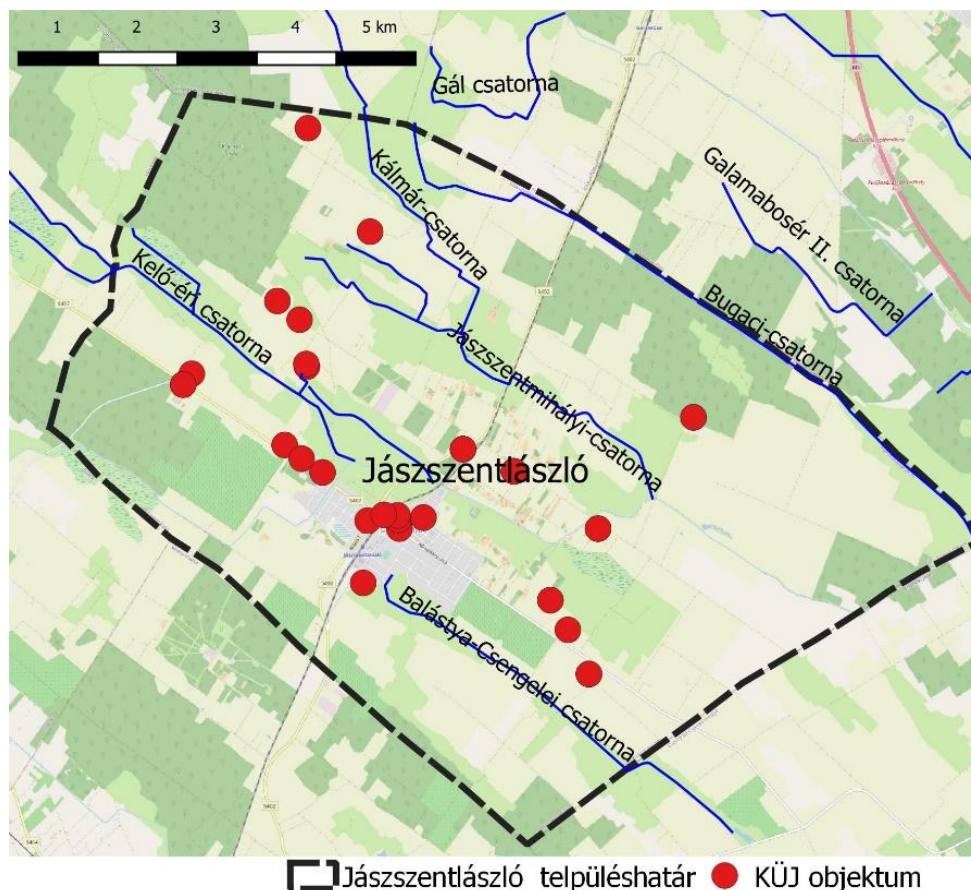 1 2 3 4 5 km
Gál csatorna
Kálmár-csatorna
Galambosér II. csatorna
Kelő-éri csatorna
Bugaci-csatorna
Jászszentmihályi-csatorna
Jászszentlászló
Balástya-Csengelei csatorna
Jászszentlászló telpüléshatár KÜJ objektum